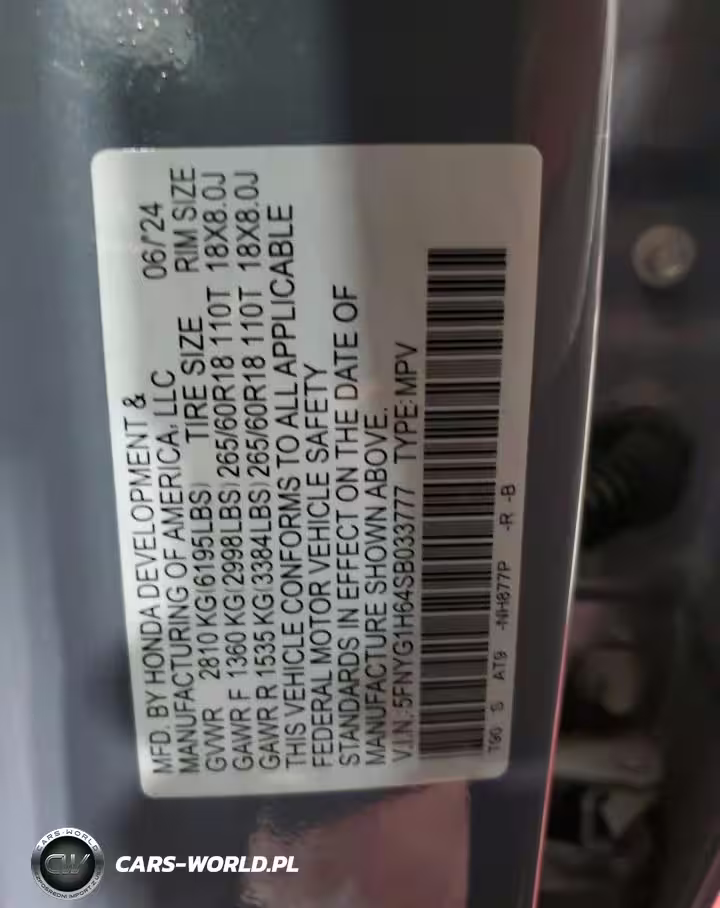 MFD. BY HONDA DEVELOPMENT &
MANUFACTURING OF AMERICA, LLC 06/'24
GVWR 2810 KG(6195LBS) TIRE SIZE RIM SIZE
GAWR F 1360 KG(2998LBS)265/60R18 110T 18X8.0J
GAWR R 1535 KG(3384LBS)265/60R18 110T 18X8.0J
THIS VEHICLE CONFORMS TO ALL APPLICABLE
FEDERAL MOTOR VEHICLE SAFETY
STANDARDS IN EFFECT ON THE DATE OF
MANUFACTURE SHOWN ABOVE.
V.I.N.:5FNYG1H64SB033777 TYPE:MPV
T90 S AT9 -NH877P -R -B
CARS-WORLD
CW
CARS-WORLD.PL